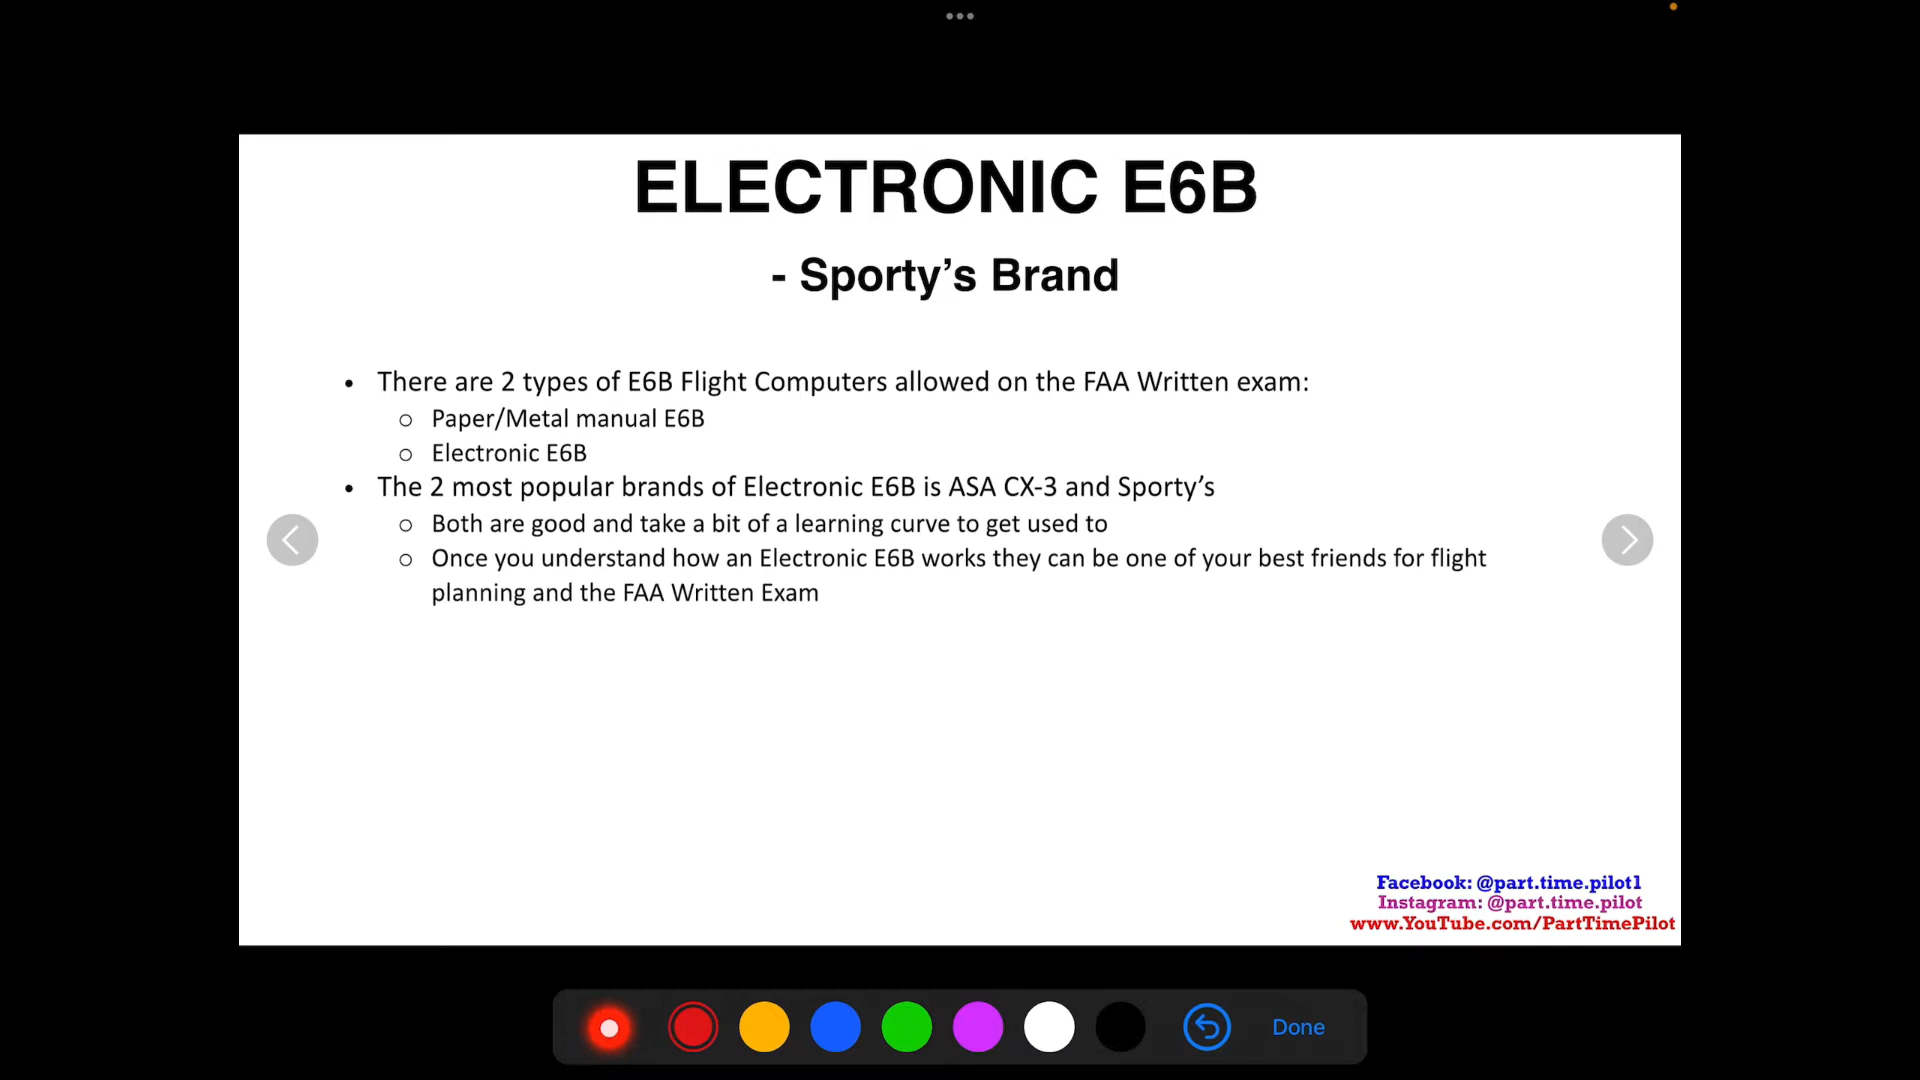 ELECTRONIC E6B
- Sporty’s Brand
• There are 2 types of E6B Flight Computers allowed on the FAA Written exam:
○ Paper/Metal manual E6B
○ Electronic E6B
• The 2 most popular brands of Electronic E6B is ASA CX-3 and Sporty’s
○ Both are good and take a bit of a learning curve to get used to
○ Once you understand how an Electronic E6B works they can be one of your best friends for flight
planning and the FAA Written Exam
Facebook: @part.time.pilot1
Instagram: @part.time.pilot
www.YouTube.com/PartTimePilot
Done